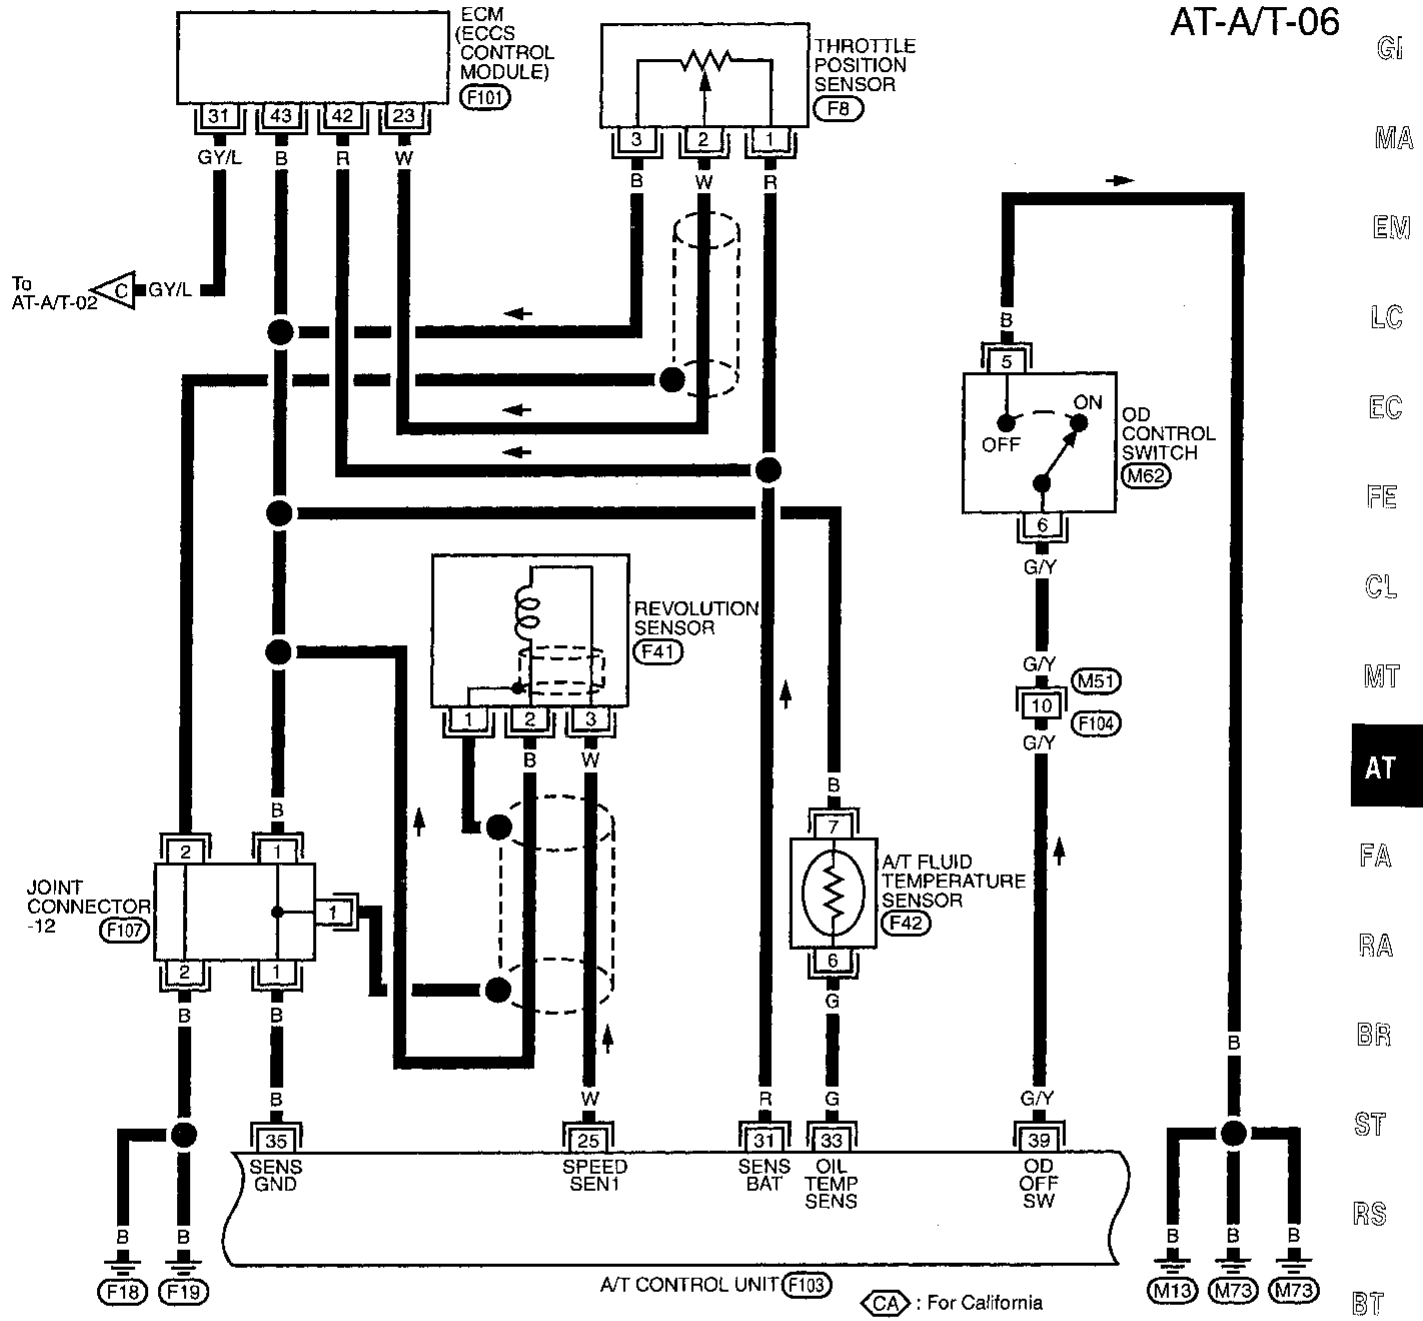 AT-A/T-06
ECM
(ECCS
CONTROL
MODULE)
F101
31 43 42 23
GY/L B R W
THROTTLE
POSITION
SENSOR
F8
3 2 1
B W R
To
AT-A/T-02
C
GY/L
B
5
ON
OFF
OD
CONTROL
SWITCH
M62
6
G/Y
G/Y
M51
10
F104
G/Y
REVOLUTION
SENSOR
F41
1 2 3
B W
B
B
7
A/T FLUID
TEMPERATURE
SENSOR
F42
6
G
2 1
JOINT
CONNECTOR
-12
F107
1
2 1
B B
B
B W R G G/Y
35 25 31 33 39
SENS
GND
SPEED
SEN1
SENS
BAT
OIL
TEMP
SENS
OD
OFF
SW
B B
F18 F19
B B B
M13 M73 M73
A/T CONTROL UNIT F103
CA : For California
GI
MA
EM
LC
EC
FE
CL
MT
AT
FA
RA
BR
ST
RS
BT